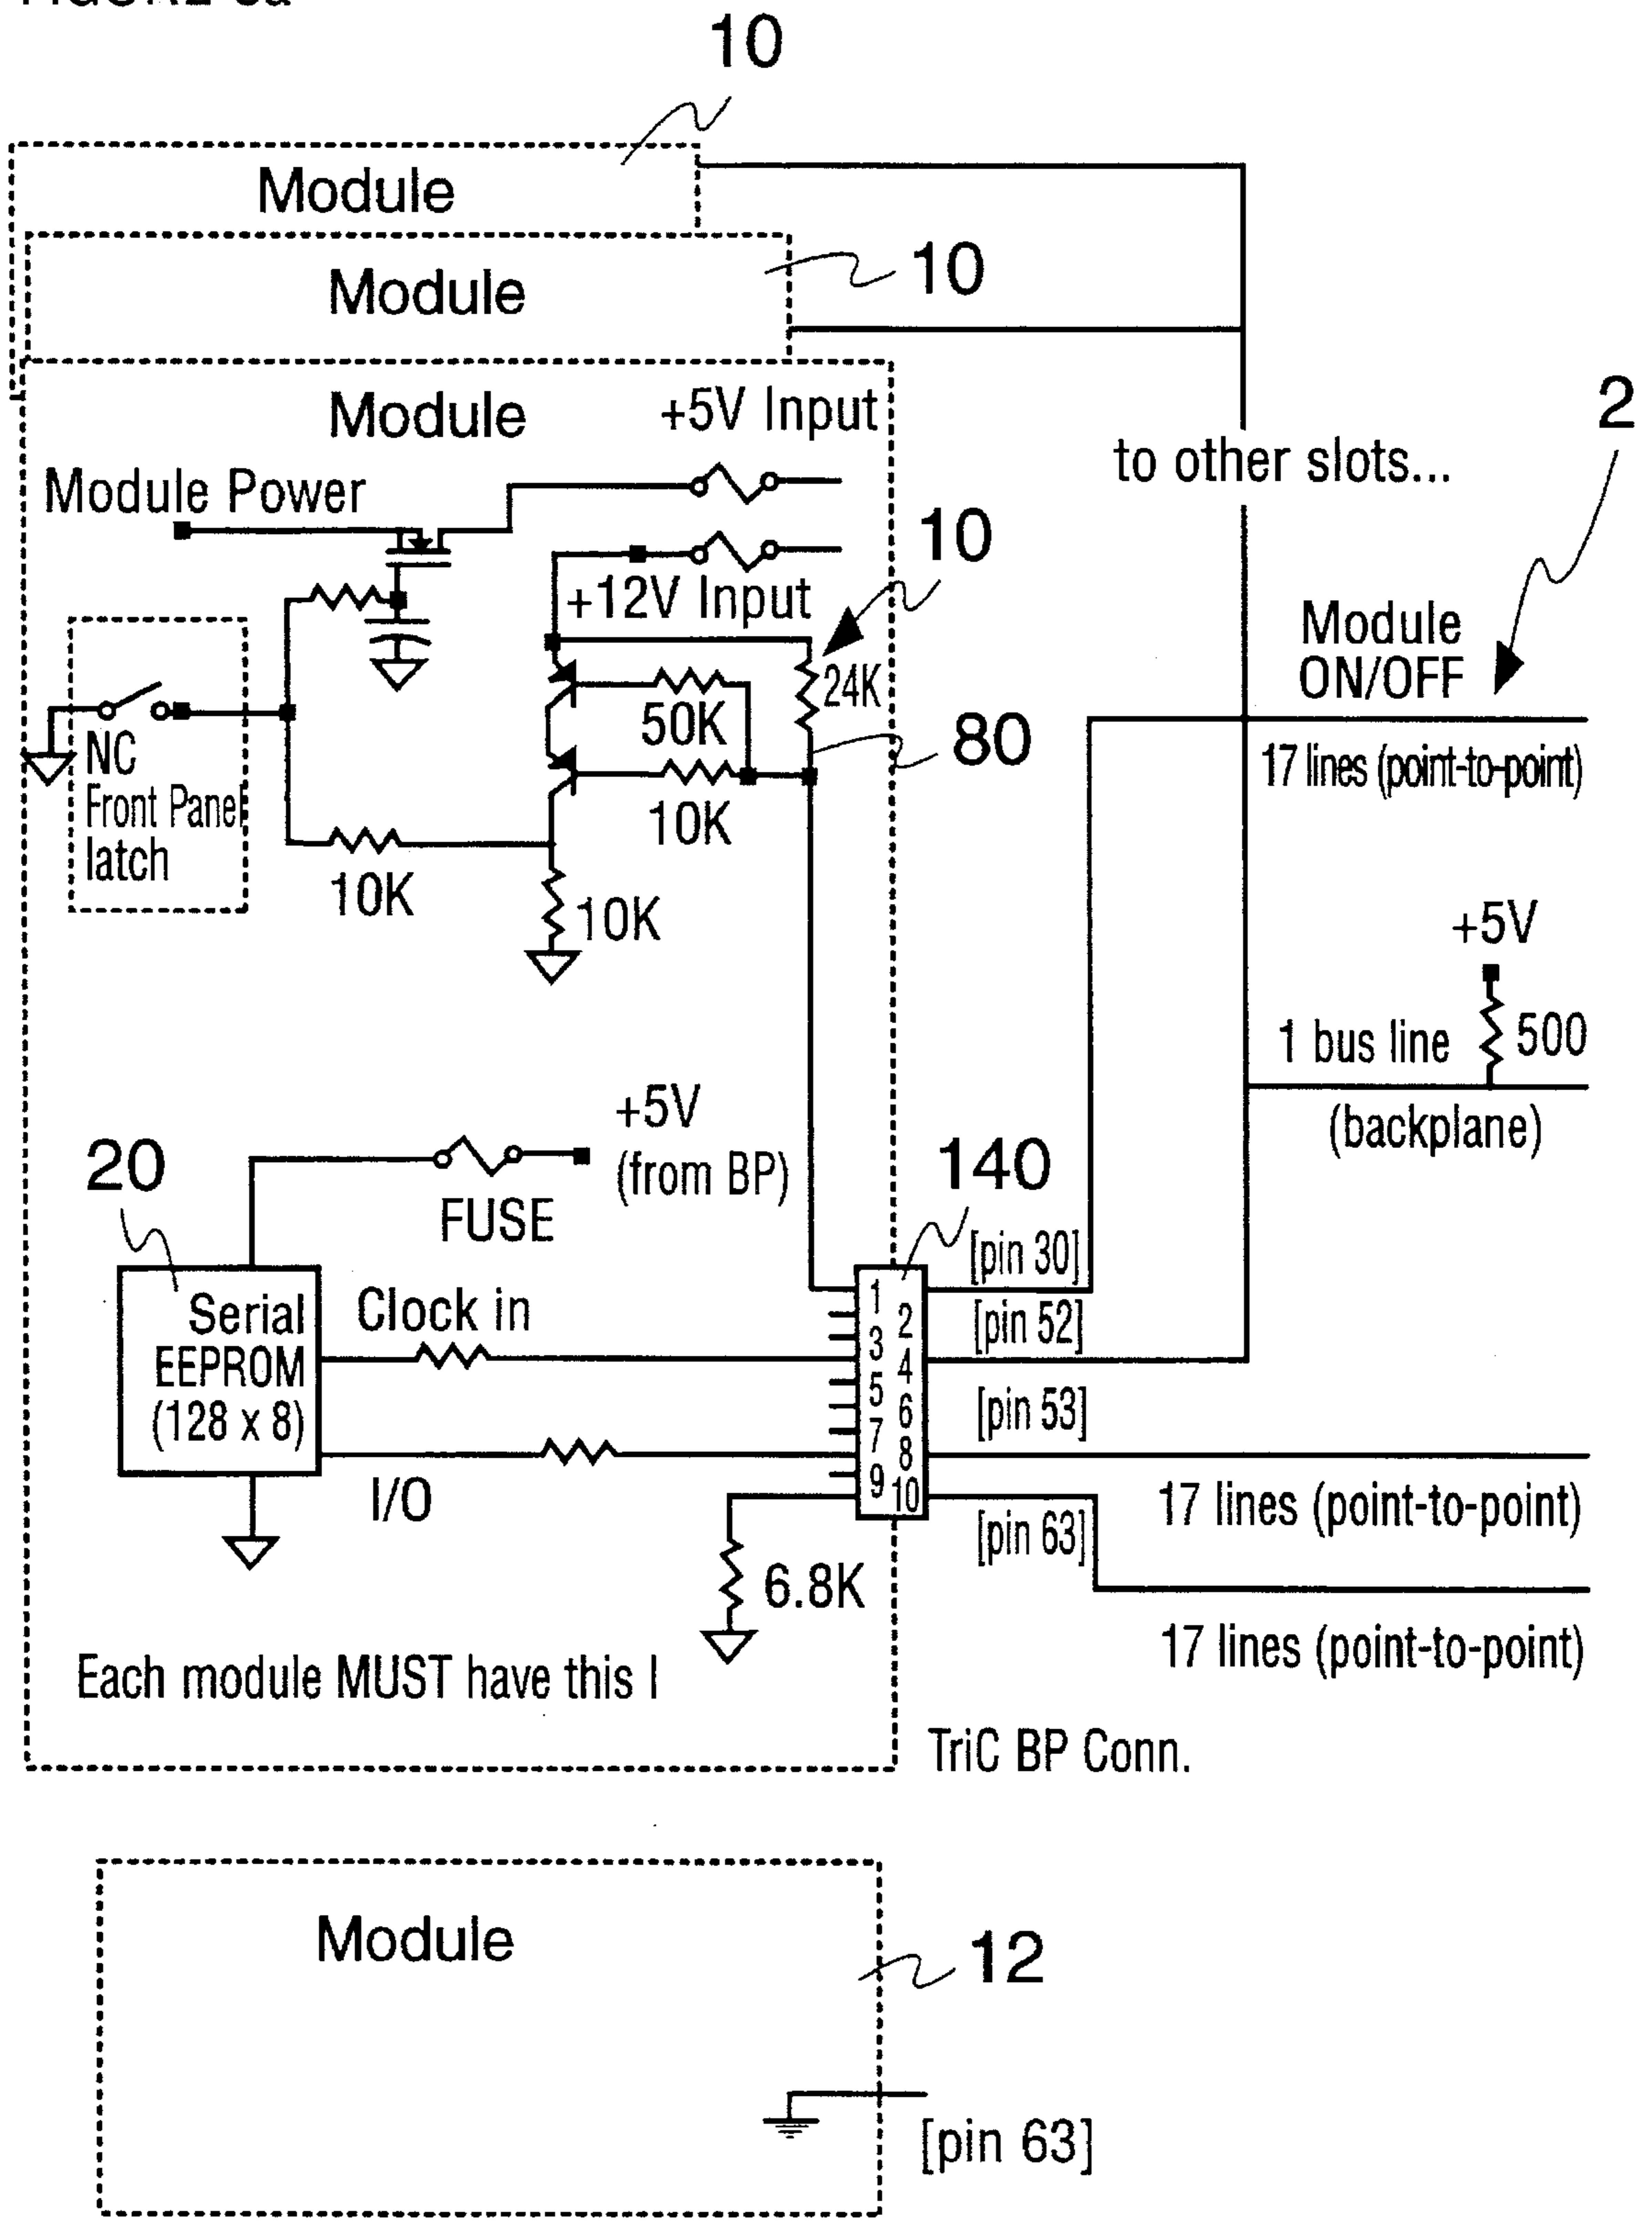 10
Module
Module
10
Module
+5V Input
Module Power
+12V Input
10
to other slots...
2
Module
ON/OFF
17 lines (point-to-point)
24K
50K
80
10K
NC
Front Panel
latch
10K
10K
+5V
500
1 bus line
(backplane)
+5V
(from BP)
FUSE
20
140
Serial
EEPROM
(128 x 8)
Clock in
I/O
1
2
3
4
5
6
7
8
9
10
[pin 30]
[pin 52]
[pin 53]
[pin 63]
17 lines (point-to-point)
17 lines (point-to-point)
6.8K
Each module MUST have this I
TriC BP Conn.
Module
12
[pin 63]